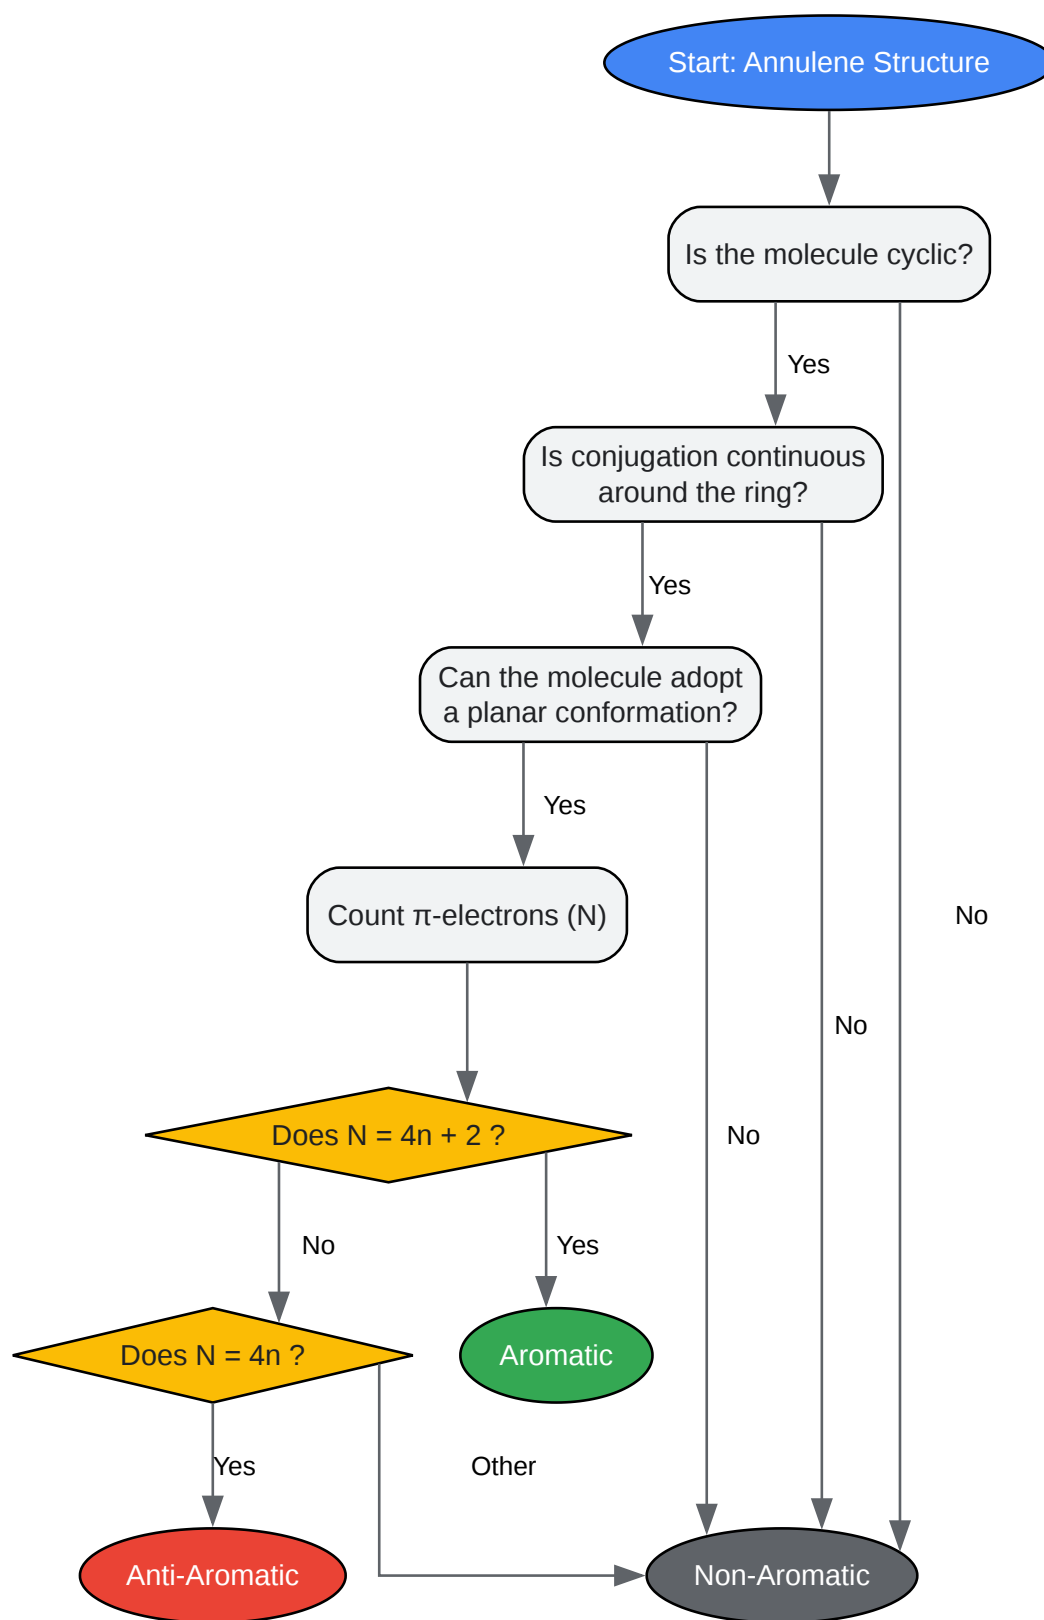 Start: Annulene Structure
Is the molecule cyclic?
Yes
Is conjugation continuous
around the ring?
Yes
Can the molecule adopt
a planar conformation?
Yes
Count π-electrons (N)
No
No
Does N = 4n + 2 ?
No
No
Yes
Does N = 4n ?
Aromatic
Yes
Other
Anti-Aromatic
Non-Aromatic